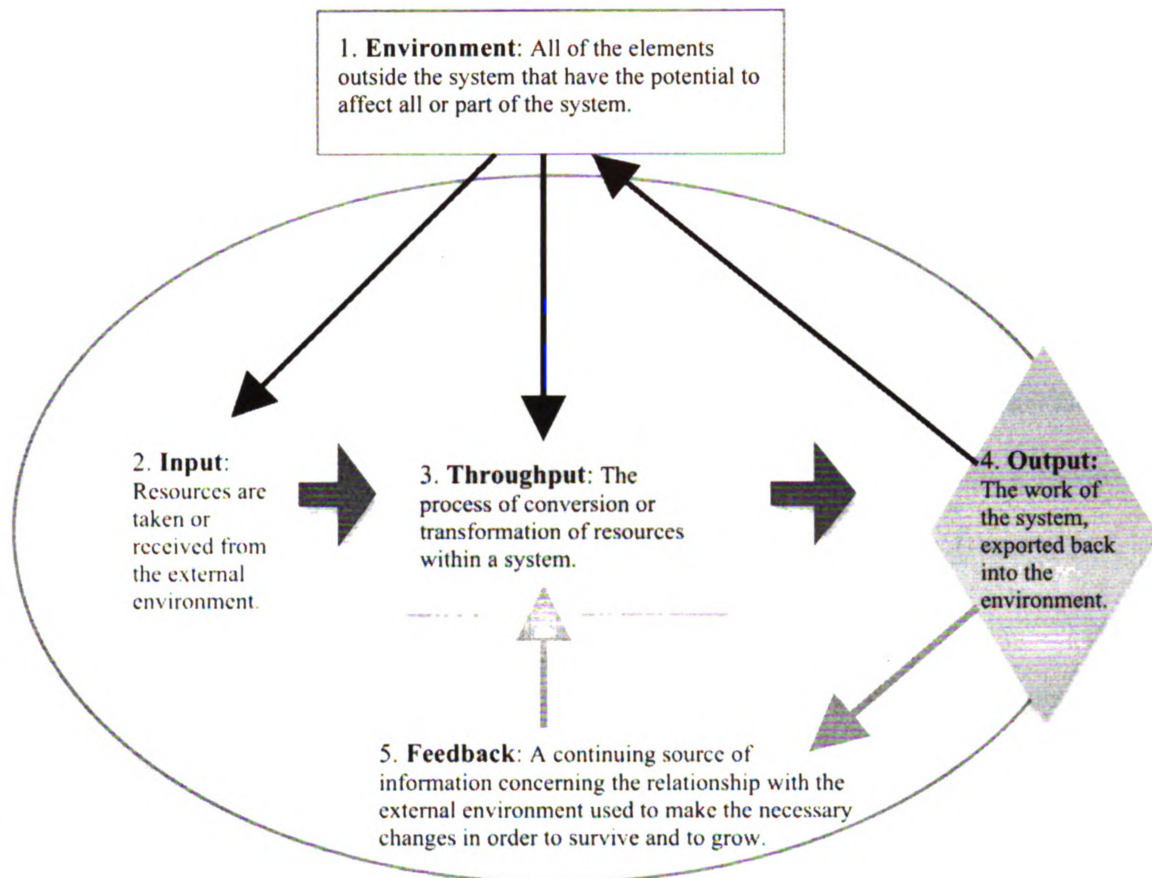 1. Environment: All of the elements
outside the system that have the potential to
affect all or part of the system.
2. Input:
Resources are
taken or
received from
the external
environment.
3. Throughput: The
process of conversion or
transformation of resources
within a system.
4. Output:
The work of
the system,
exported back
into the
environment.
5. Feedback: A continuing source of
information concerning the relationship with the
external environment used to make the necessary
changes in order to survive and to grow.